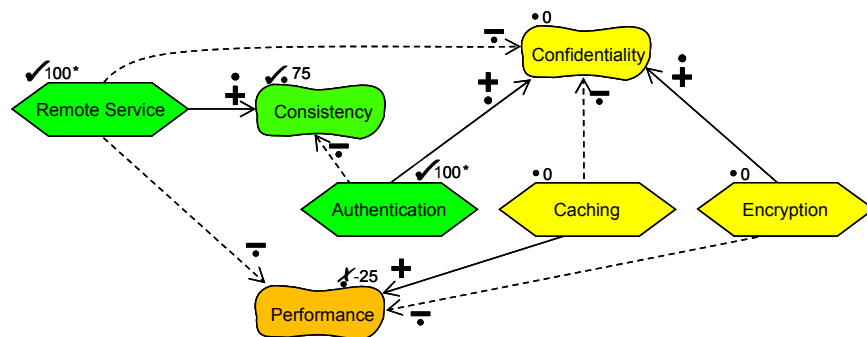 0
Confidentiality
100*
75
Remote Service
Consistency
100*
0
0
Authentication
Caching
Encryption
-25
Performance